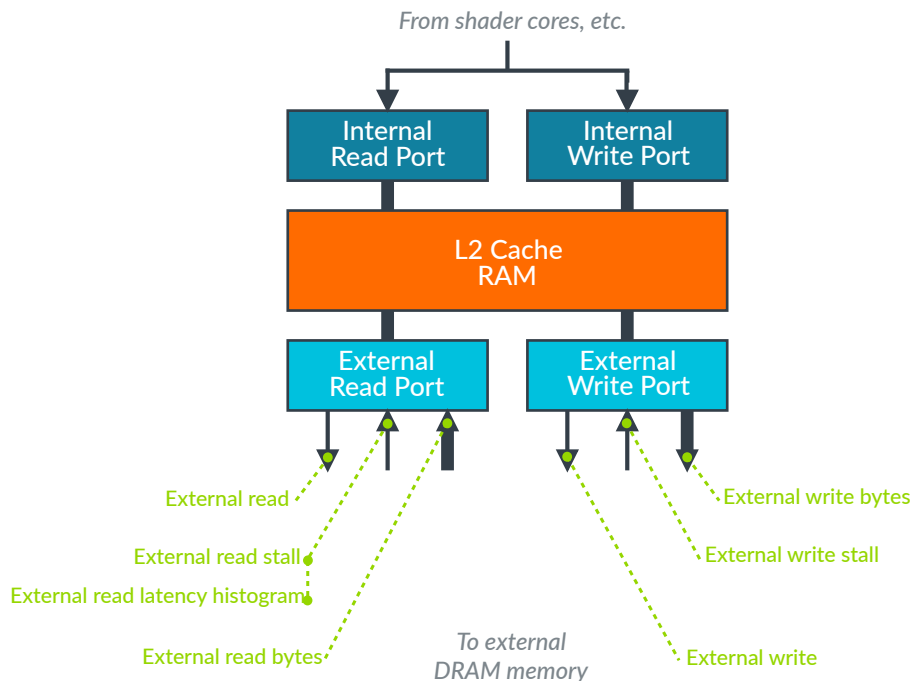 From shader cores, etc.
Internal
Read Port
Internal
Write Port
L2 Cache
RAM
External
Read Port
External
Write Port
External read
External write bytes
External read stall
External write stall
External read latency histogram
External read bytes
External write
To external
DRAM memory